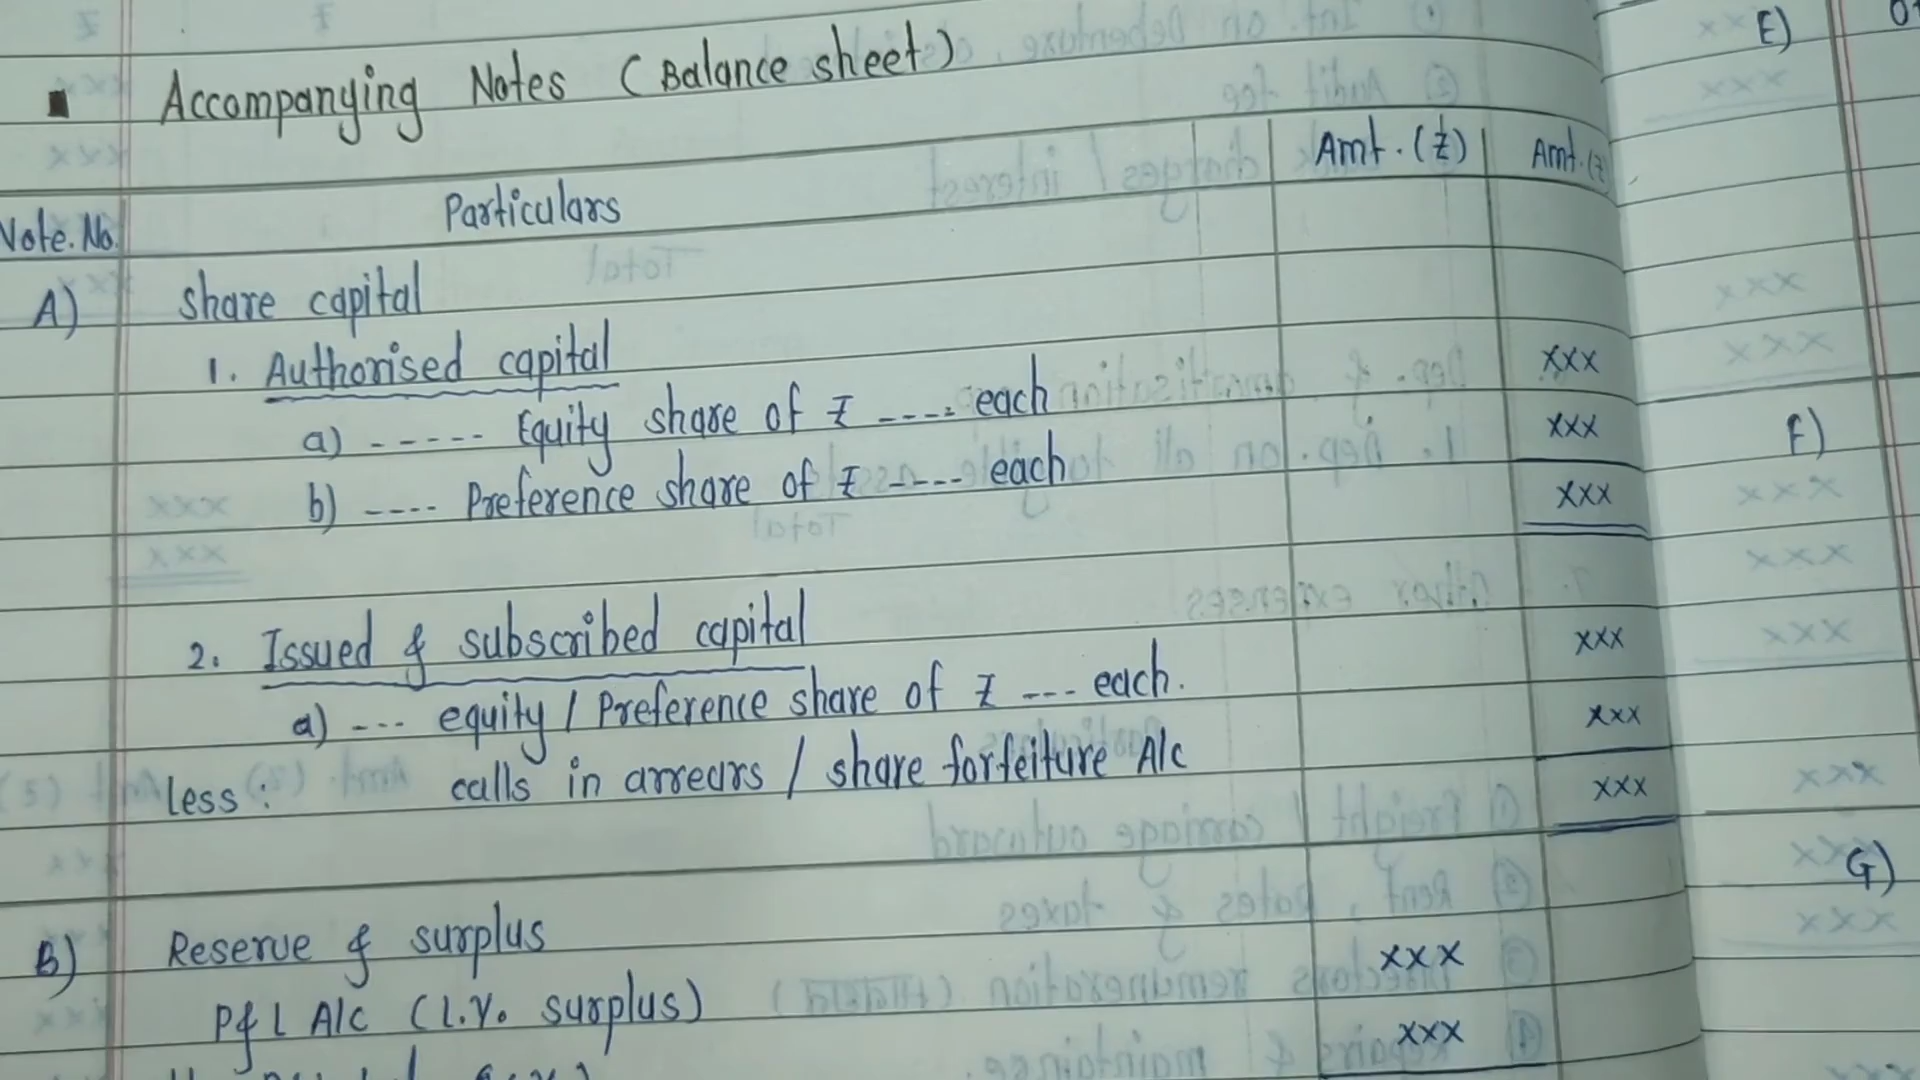 ▪ Accompanying Notes (Balance sheet)
Note. No. Particulars Amt. (₹) Amt. (₹)
A) Share capital
1. Authorised capital
a) ----- Equity share of ₹ ---- each xxx
b) ---- Preference share of ₹ ---- each xxx
xxx
2. Issued & subscribed capital
a) --- equity / Preference share of ₹ --- each. xxx
less: calls in arrears / share forfeiture A/c xxx
xxx
B) Reserve & surplus
P&L A/c (L.Y. surplus) xxx
xxx
E)
F)
G)